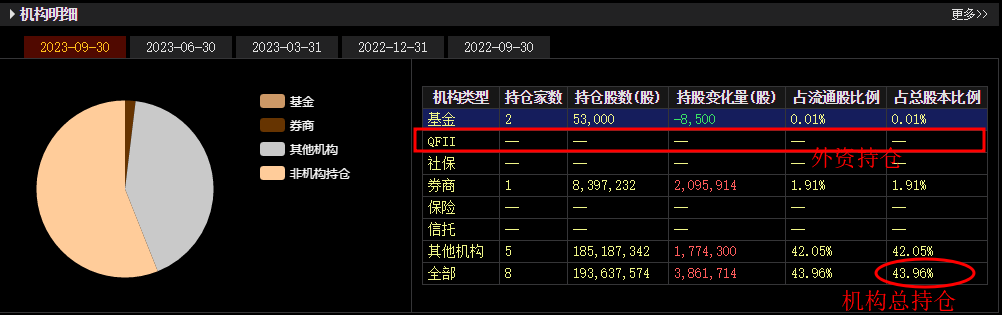 机构明细 更多>>
2023-09-30 2023-06-30 2023-03-31 2022-12-31 2022-09-30
基金
券商
其他机构
非机构持仓
机构类型 持仓家数 持仓股数(股) 持股变化量(股) 占流通股比例 占总股本比例
基金 2 53,000 -8,500 0.01% 0.01%
QFII — — — — —
外资持仓
社保 — — — — —
券商 1 8,397,232 2,095,914 1.91% 1.91%
保险 — — — — —
信托 — — — — —
其他机构 5 185,187,342 1,774,300 42.05% 42.05%
全部 8 193,637,574 3,861,714 43.96% 43.96%
机构总持仓